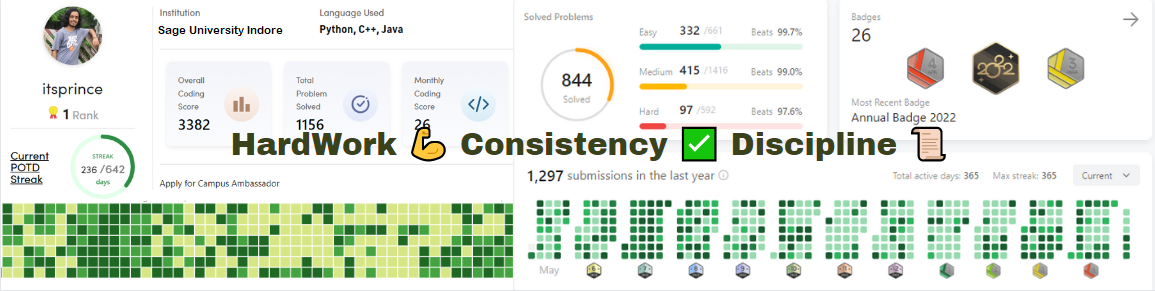 itsprince
1 Rank
Current
POTD
Streak
STREAK
236 /642
days
Institution
Sage University Indore
Language Used
Python, C++, Java
Overall
Coding
Score
3382
Total
Problem
Solved
1156
Monthly
Coding
Score
26
Apply for Campus Ambassador
HardWork 💪 Consistency ✅ Discipline 📜
Solved Problems
844
Solved
Easy 332 /661 Beats 99.7%
Medium 415 /1416 Beats 99.0%
Hard 97 /592 Beats 97.6%
Badges
26
2022
Most Recent Badge
Annual Badge 2022
1,297 submissions in the last year
Total active days: 365 Max streak: 365 Current
May